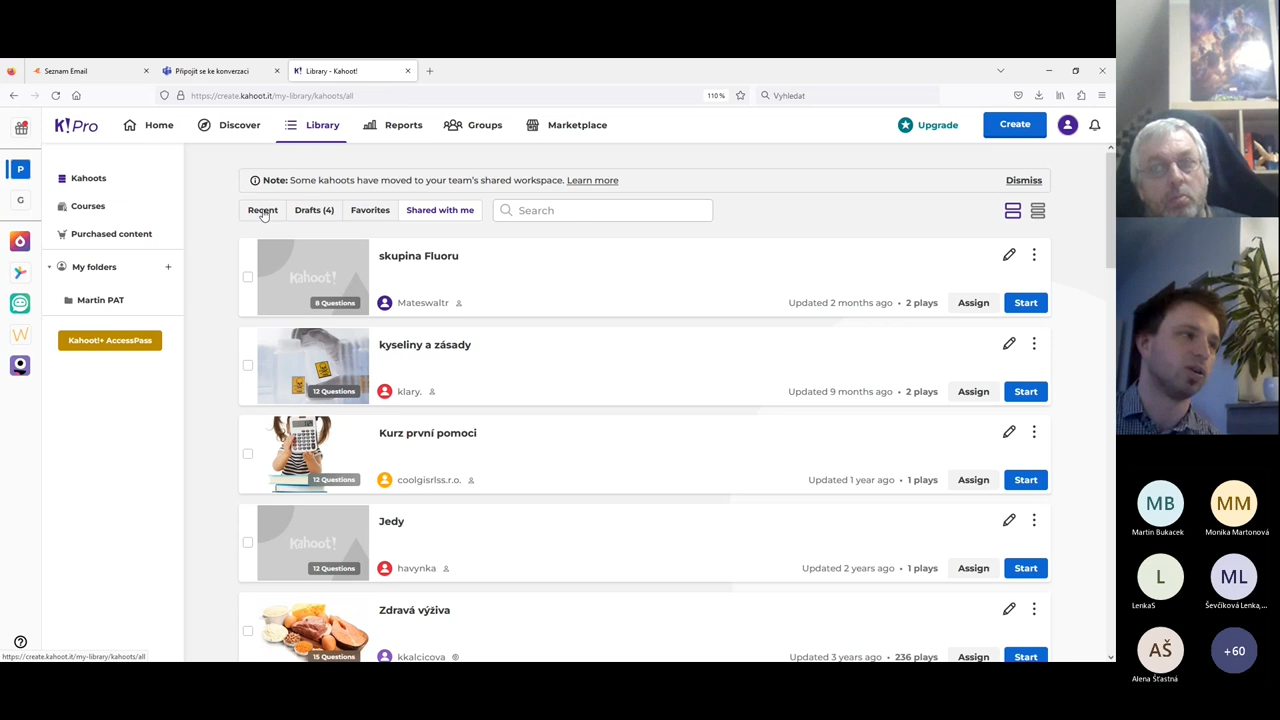 Seznam Email
Připojit se ke konverzaci
Library - Kahoot!
https://create.kahoot.it/my-library/kahoots/all
110 %
Vyhledat
K!Pro
Home
Discover
Library
Reports
Groups
Marketplace
Upgrade
Create
P
G
W
Kahoots
Courses
Purchased content
My folders
Martin PAT
Kahoot!+ AccessPass
Note: Some kahoots have moved to your team's shared workspace. Learn more
Dismiss
Recent
Drafts (4)
Favorites
Shared with me
Search
Kahoot!
8 Questions
skupina Fluoru
Mateswaltr
Updated 2 months ago • 2 plays
Assign
Start
12 Questions
kyseliny a zásady
klary.
Updated 9 months ago • 2 plays
Assign
Start
12 Questions
Kurz první pomoci
coolgisrlss.r.o.
Updated 1 year ago • 1 plays
Assign
Start
Kahoot!
12 Questions
Jedy
havynka
Updated 2 years ago • 1 plays
Assign
Start
15 Questions
Zdravá výživa
kkalcicova
Updated 3 years ago • 236 plays
Assign
Start
https://create.kahoot.it/my-library/kahoots/all
MB
Martin Bukacek
MM
Monika Martonová
L
LenkaS
ML
Ševčíková Lenka,...
AŠ
Alena Šťastná
+60